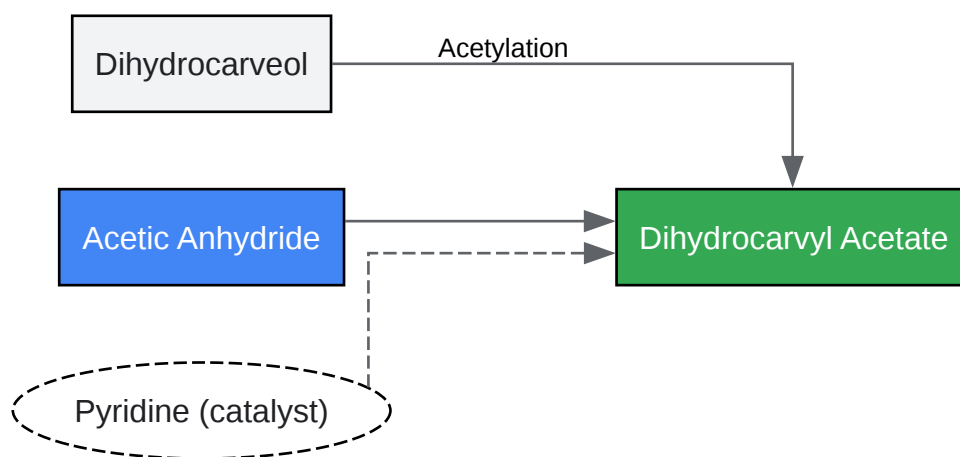 Dihydrocarveol
Acetylation
Acetic Anhydride
Dihydrocarvyl Acetate
Pyridine (catalyst)